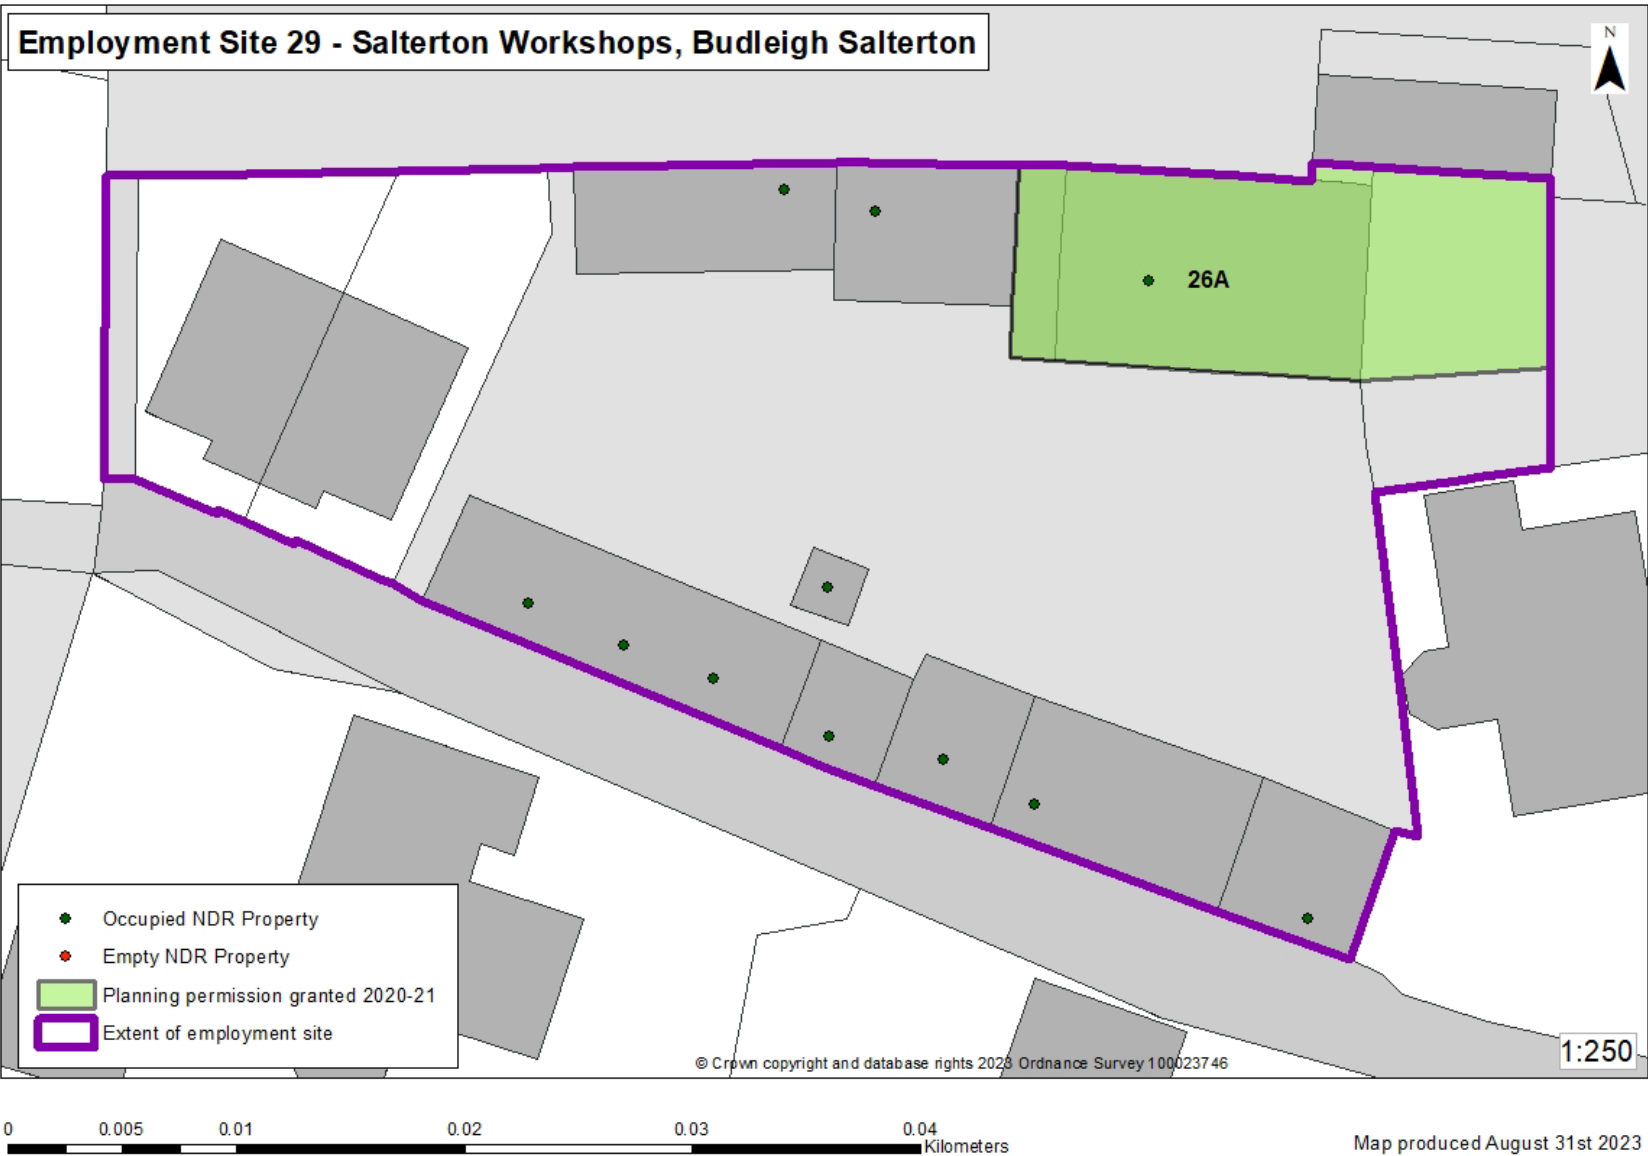 Employment Site 29 - Salterton Workshops, Budleigh Salterton
N
26A
Occupied NDR Property
Empty NDR Property
Planning permission granted 2020-21
Extent of employment site
© Crown copyright and database rights 2023 Ordnance Survey 100023746
1:250
0 0.005 0.01 0.02 0.03 0.04
Kilometers
Map produced August 31st 2023